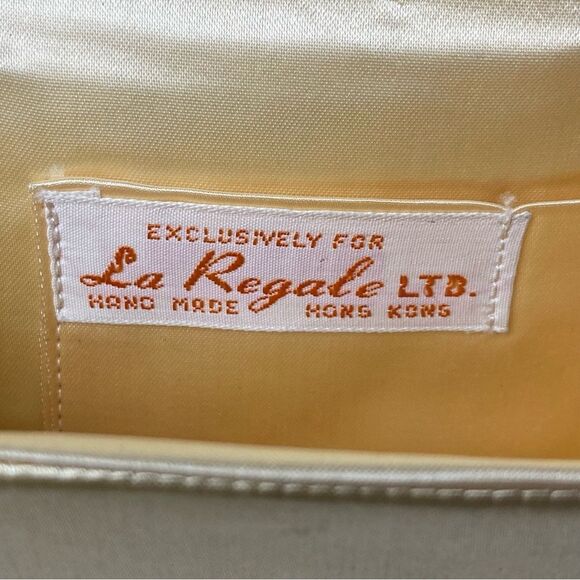 EXCLUSIVELY FOR
La Regale LTD.
HAND MADE HONG KONG